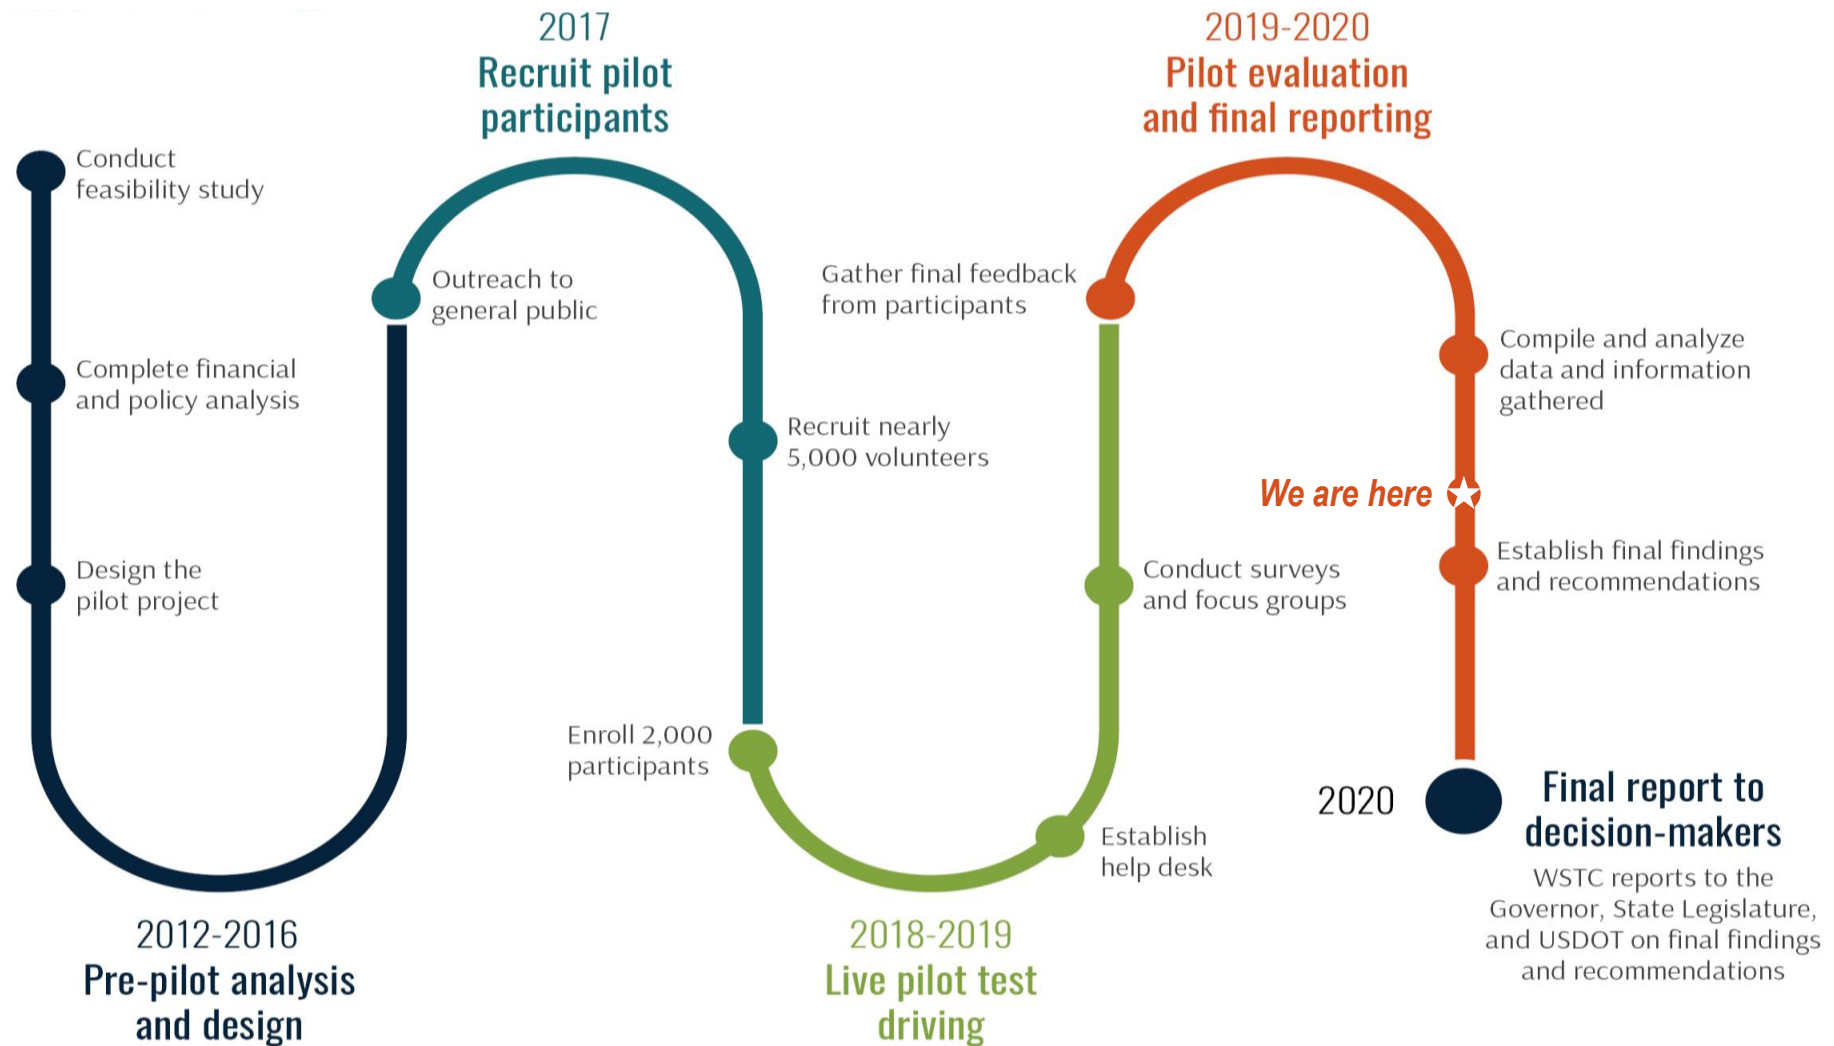 Conduct
feasibility study
Complete financial
and policy analysis
Design the
pilot project
2012-2016
Pre-pilot analysis
and design
2017
Recruit pilot
participants
Outreach to
general public
Recruit nearly
5,000 volunteers
Enroll 2,000
participants
Establish
help desk
Conduct surveys
and focus groups
2018-2019
Live pilot test
driving
2019-2020
Pilot evaluation
and final reporting
Gather final feedback
from participants
Compile and analyze
data and information
gathered
We are here
Establish final findings
and recommendations
2020
Final report to
decision-makers
WSTC reports to the
Governor, State Legislature,
and USDOT on final findings
and recommendations